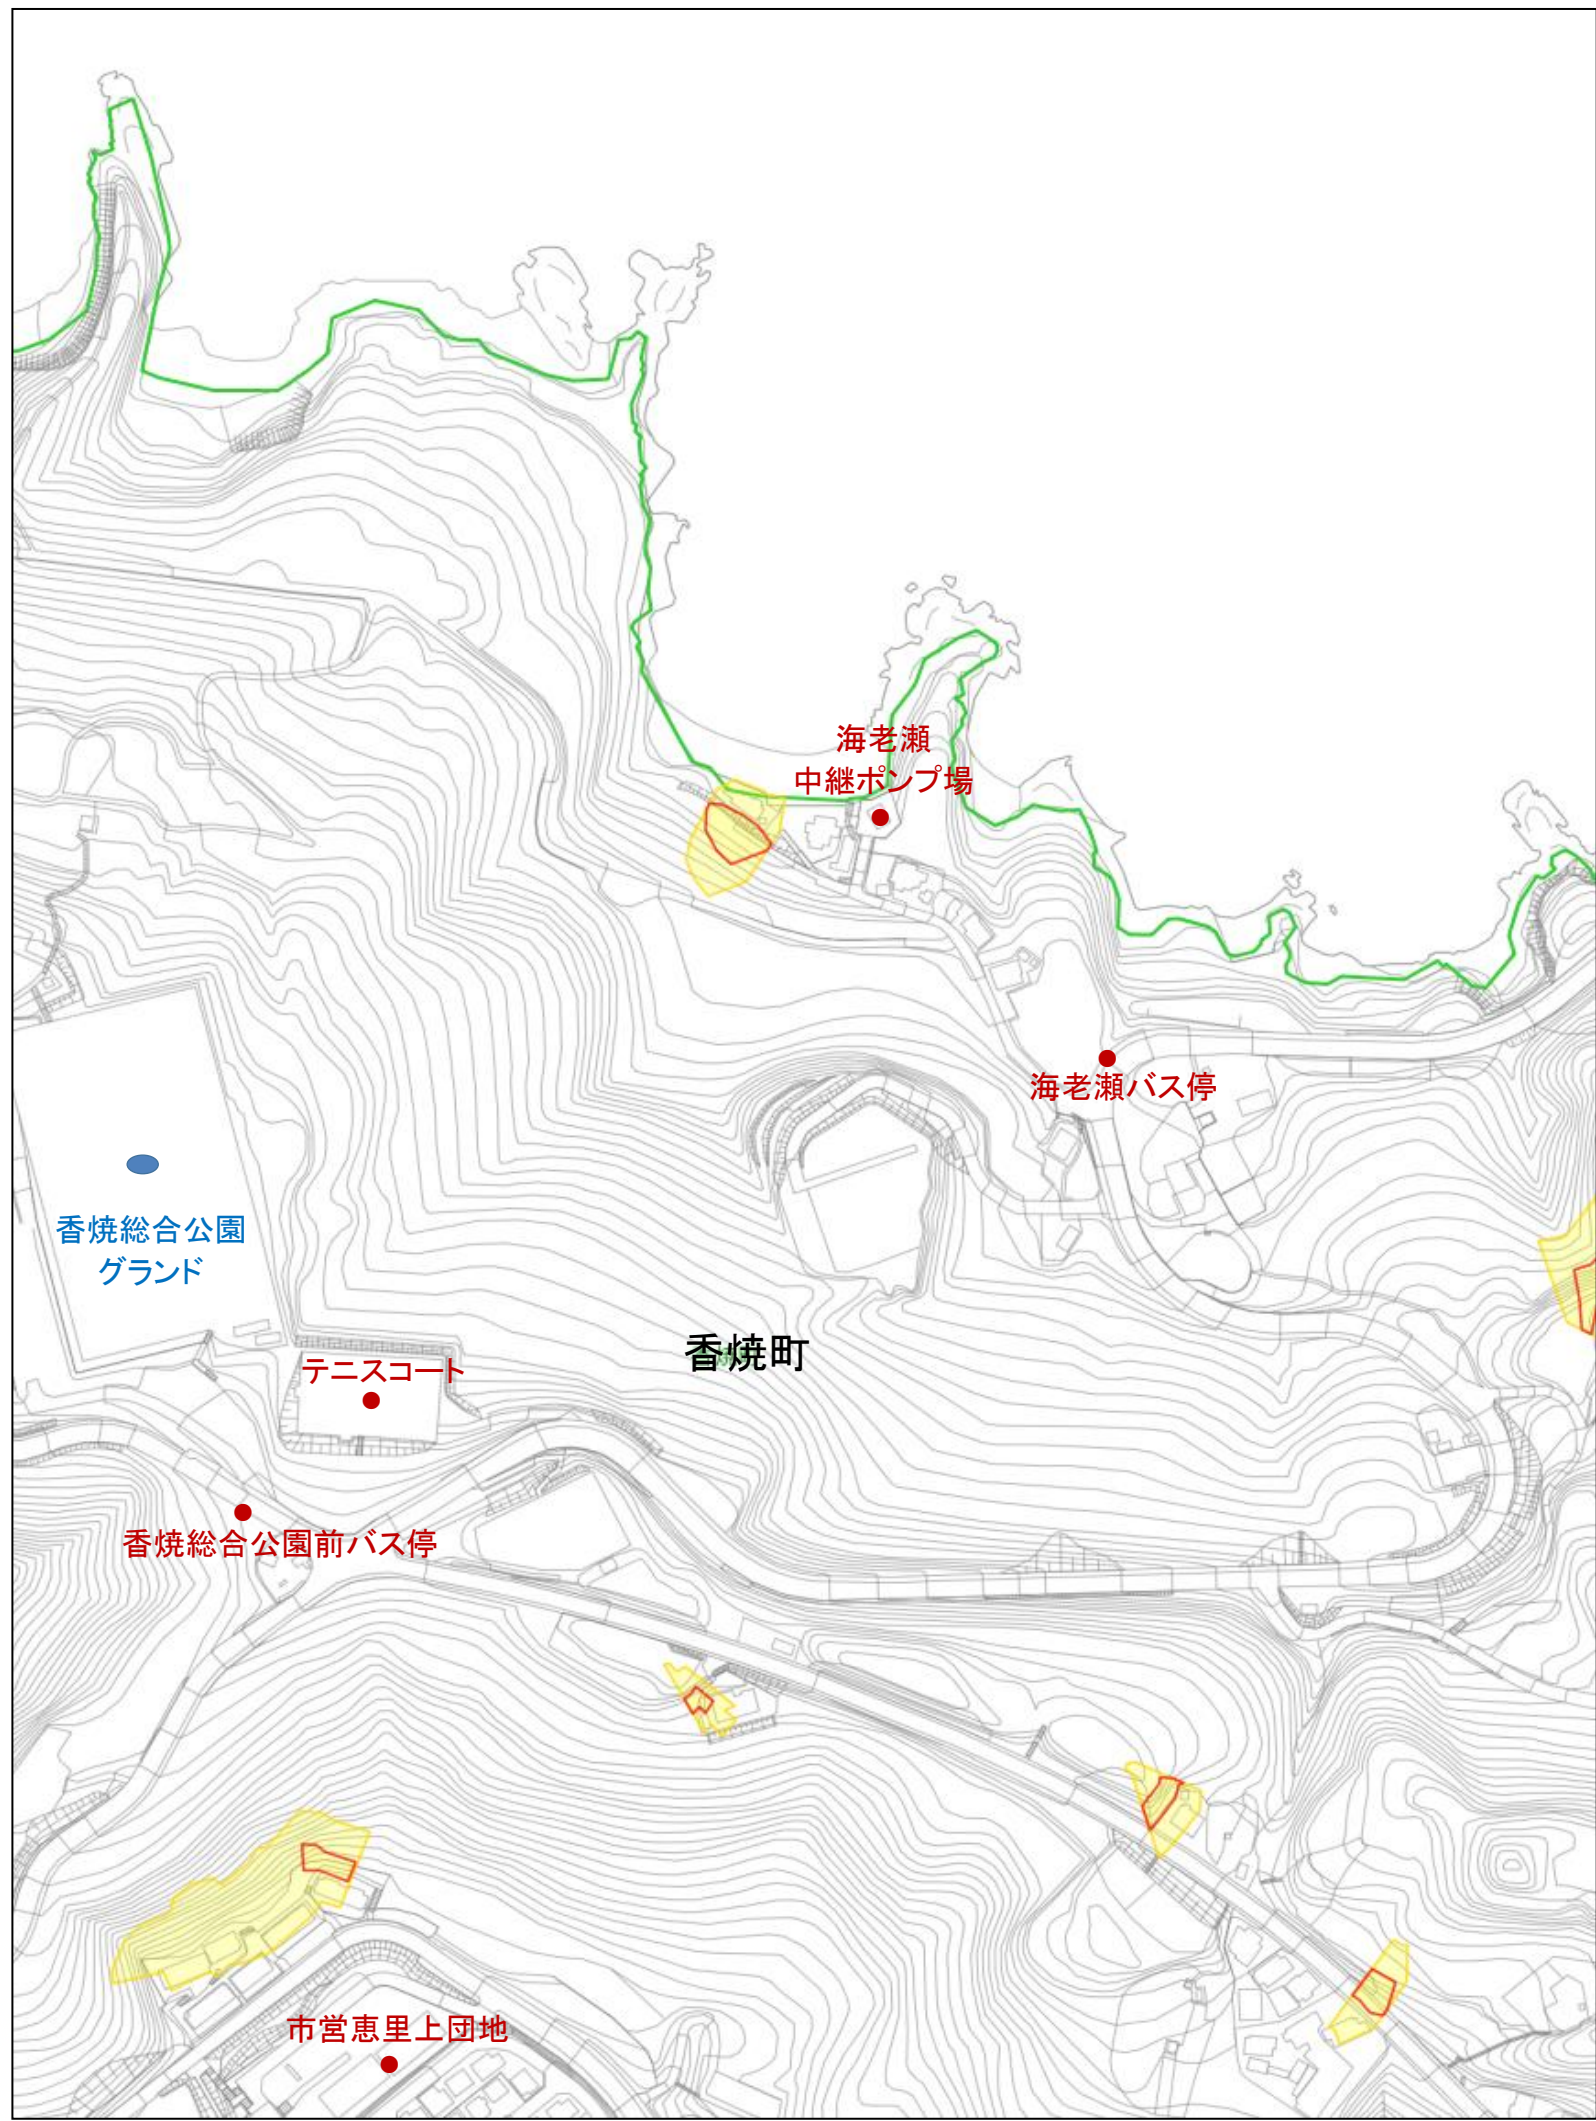 海老瀬
中継ポンプ場
海老瀬バス停
香焼総合公園
グランド
香焼町
テニスコート
香焼総合公園前バス停
市営恵里上団地